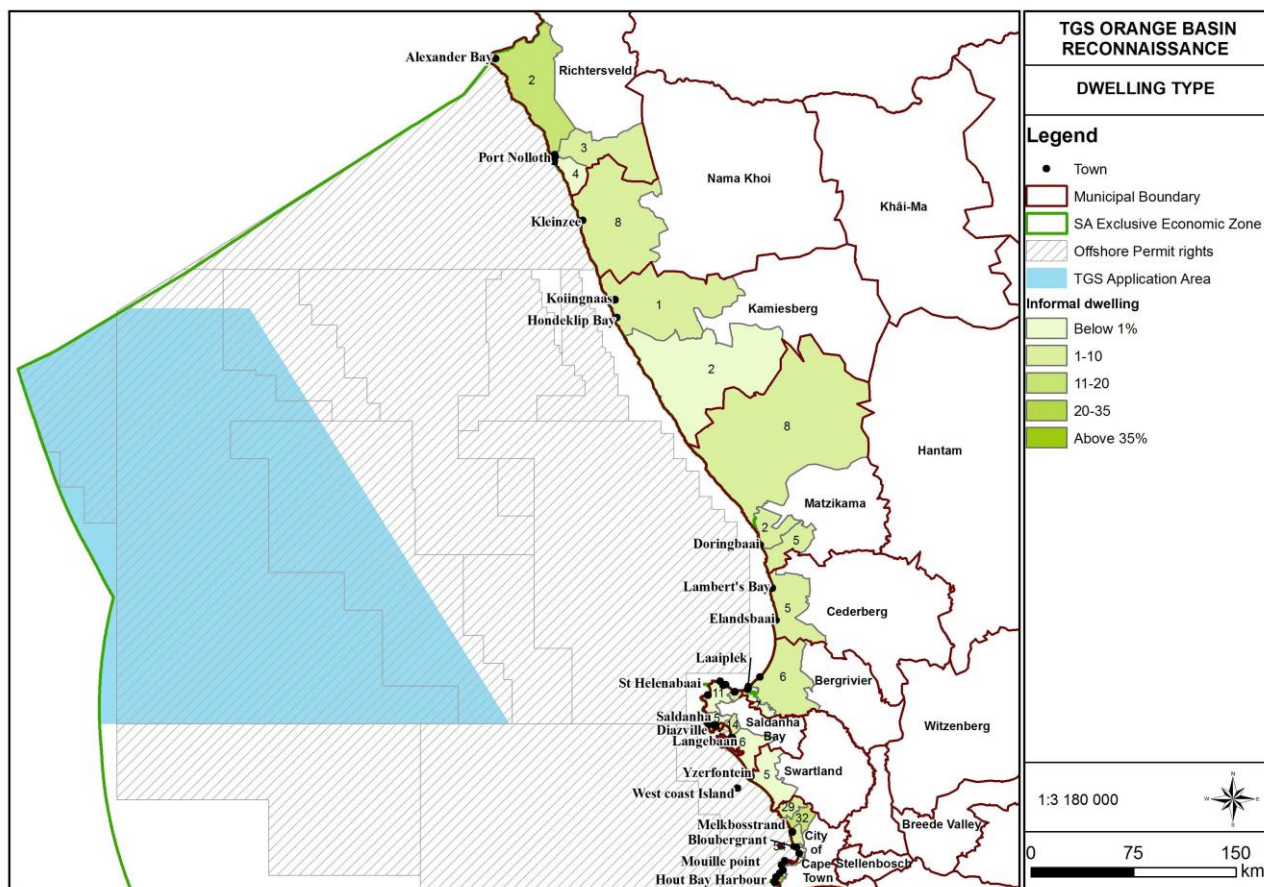 Alexander Bay
2
Richtersveld
3
Port Nolloth
4
Nama Khoi
Khâi-Ma
Kleinzee
8
Koiingnaas
1
Kamiesberg
Hondeklip Bay
2
8
Hantam
Matzikama
2
5
Doringbaai
Lambert's Bay
5
Cederberg
Elandsbaai
Laaiplek
6
St Helenabaai
11
Bergrivier
Witzenberg
Saldanha
5
14
Saldanha
Bay
Diazville
Langebaan
6
Yzerfontein
5
Swartland
West coast Island
29
32
Melkbosstrand
Breede Valley
Bloubergrant
City
of
Cape
Town
Stellenbosch
Mouille point
Hout Bay Harbour
TGS ORANGE BASIN
RECONNAISSANCE
DWELLING TYPE
Legend
Town
Municipal Boundary
SA Exclusive Economic Zone
Offshore Permit rights
TGS Application Area
Informal dwelling
Below 1%
1-10
11-20
20-35
Above 35%
1:3 180 000
N
W
E
S
0 75 150
km